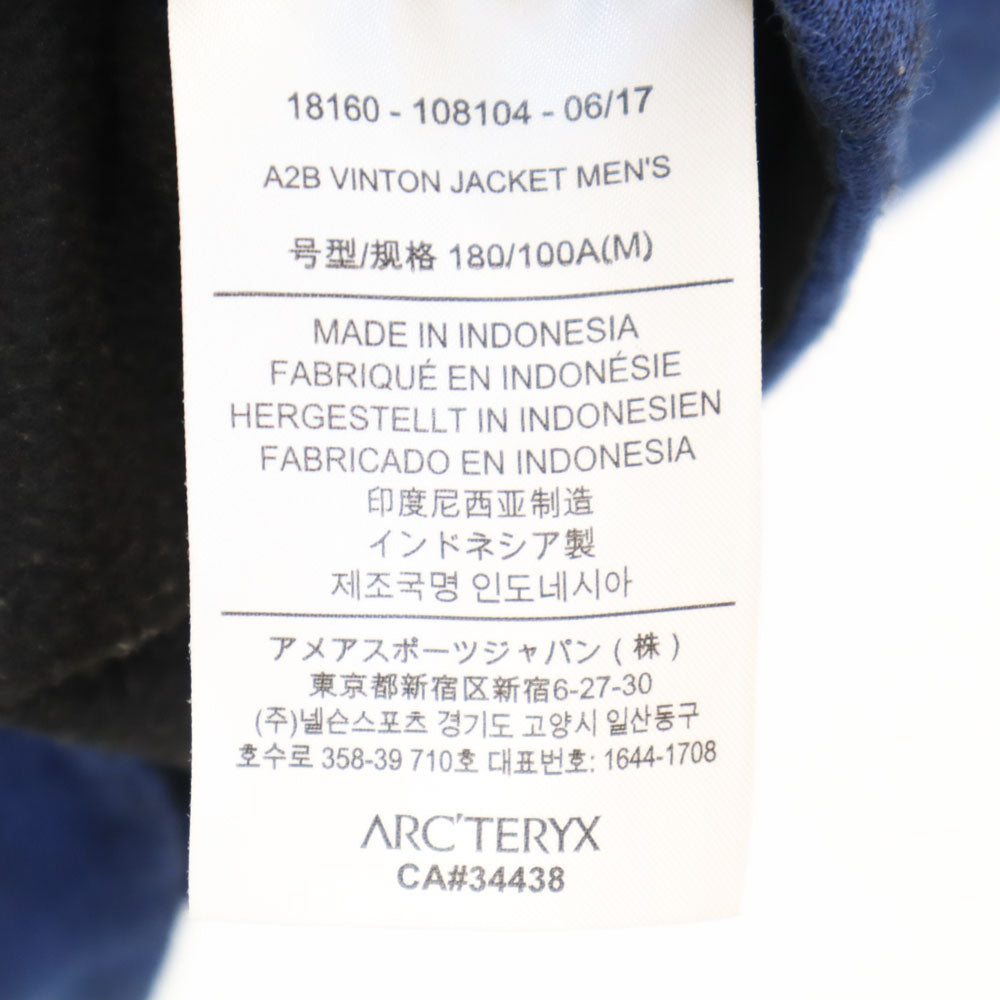 18160 - 108104 - 06/17
A2B VINTON JACKET MEN'S
号型/规格 180/100A(M)
MADE IN INDONESIA
FABRIQUÉ EN INDONÉSIE
HERGESTELLT IN INDONESIEN
FABRICADO EN INDONESIA
印度尼西亚制造
インドネシア製
제조국명 인도네시아
アメアスポーツジャパン ( 株 )
東京都新宿区新宿6-27-30
(주)넬슨스포츠 경기도 고양시 일산동구
호수로 358-39 710호 대표번호: 1644-1708
ARC'TERYX
CA#34438